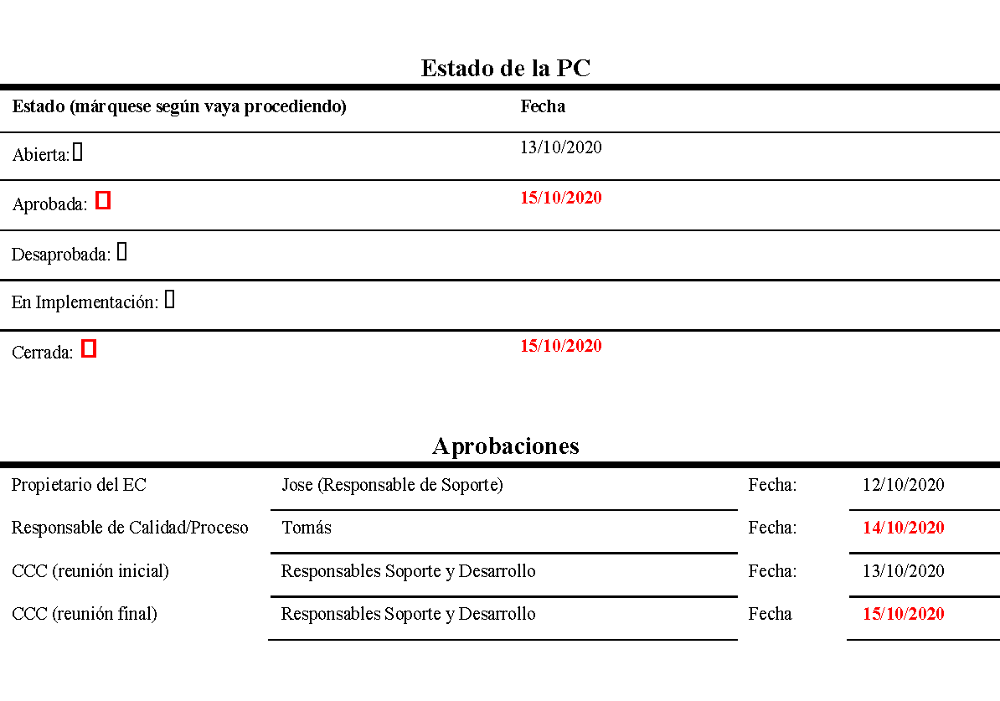 Estado de la PC
Estado (márquese según vaya procediendo) Fecha
Abierta: 13/10/2020
Aprobada: 15/10/2020
Desaprobada:
En Implementación:
Cerrada: 15/10/2020
Aprobaciones
Propietario del EC Jose (Responsable de Soporte) Fecha: 12/10/2020
Responsable de Calidad/Proceso Tomás Fecha: 14/10/2020
CCC (reunión inicial) Responsables Soporte y Desarrollo Fecha: 13/10/2020
CCC (reunión final) Responsables Soporte y Desarrollo Fecha 15/10/2020